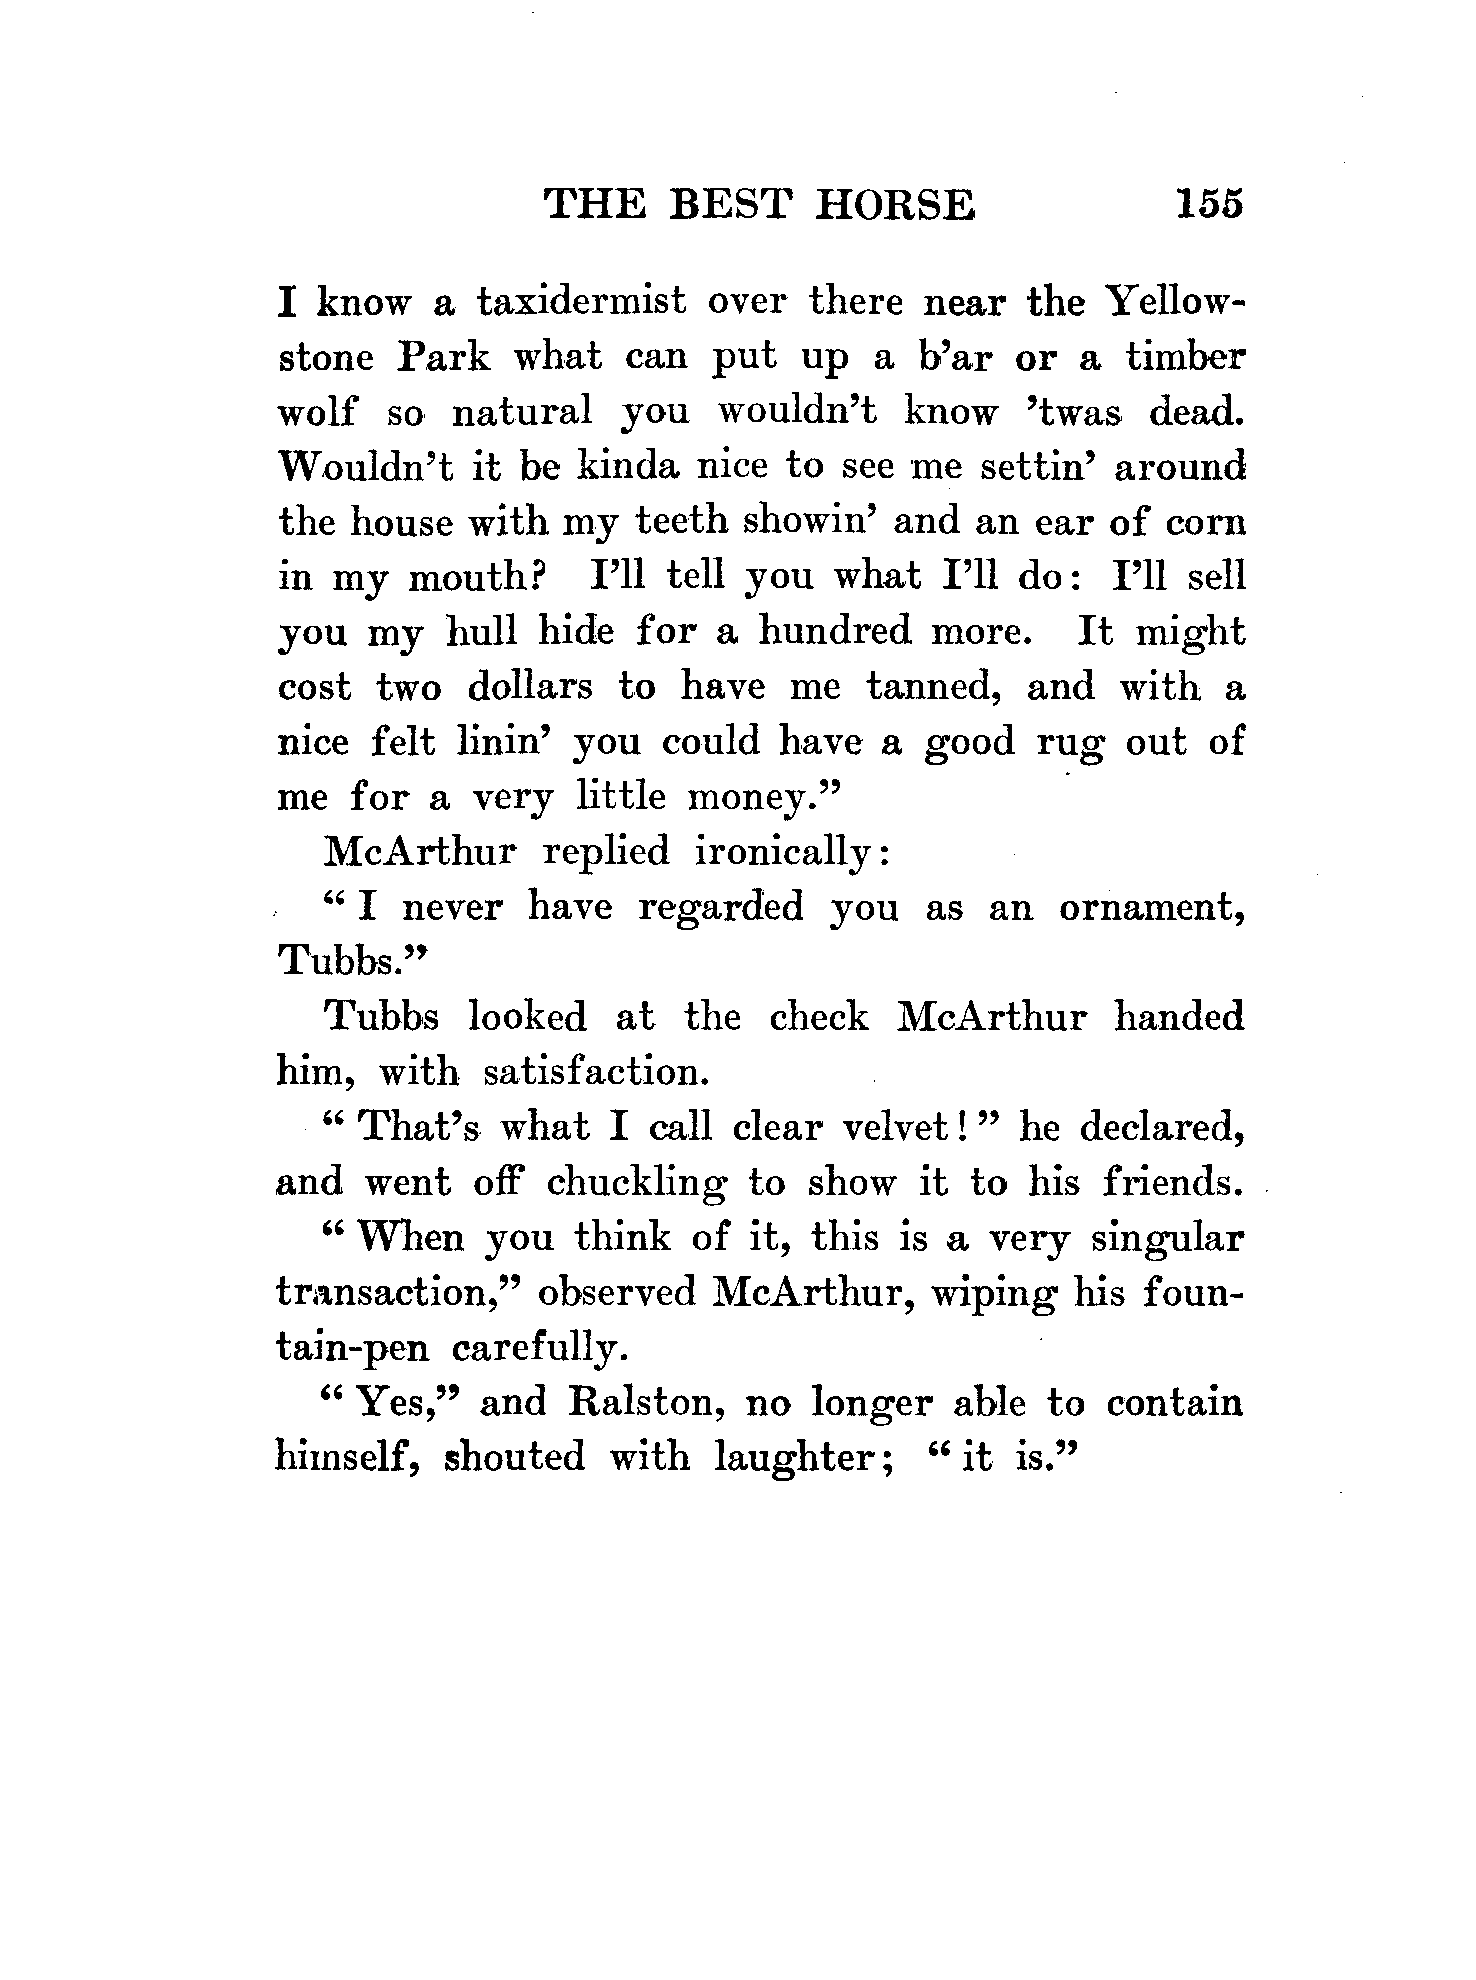 THE BEST HORSE 155
I know a taxidermist over there near the Yellow-
stone Park what can put up a b'ar or a timber
wolf so natural you wouldn't know 'twas dead.
Wouldn't it be kinda nice to see me settin' around
the house with my teeth showin' and an ear of corn
in my mouth? I'll tell you what I'll do: I'll sell
you my hull hide for a hundred more. It might
cost two dollars to have me tanned, and with a
nice felt linin' you could have a good rug out of
me for a very little money."
McArthur replied ironically:
"I never have regarded you as an ornament,
Tubbs."
Tubbs looked at the check McArthur handed
him, with satisfaction.
"That's what I call clear velvet!" he declared,
and went off chuckling to show it to his friends.
"When you think of it, this is a very singular
transaction," observed McArthur, wiping his foun-
tain-pen carefully.
"Yes," and Ralston, no longer able to contain
himself, shouted with laughter; "it is."